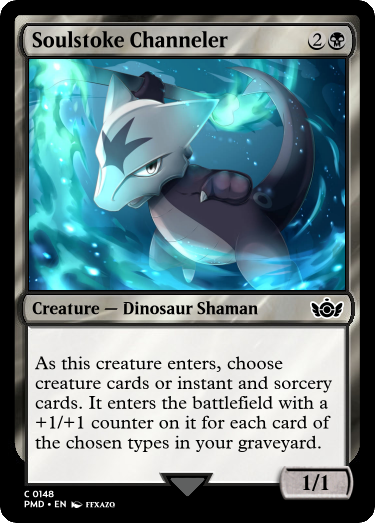 Soulstoke Channeler 2
Creature — Dinosaur Shaman
As this creature enters, choose
creature cards or instant and sorcery
cards. It enters the battlefield with a
+1/+1 counter on it for each card of
the chosen types in your graveyard.
1/1
C 0148
PMD • EN FFXAZO